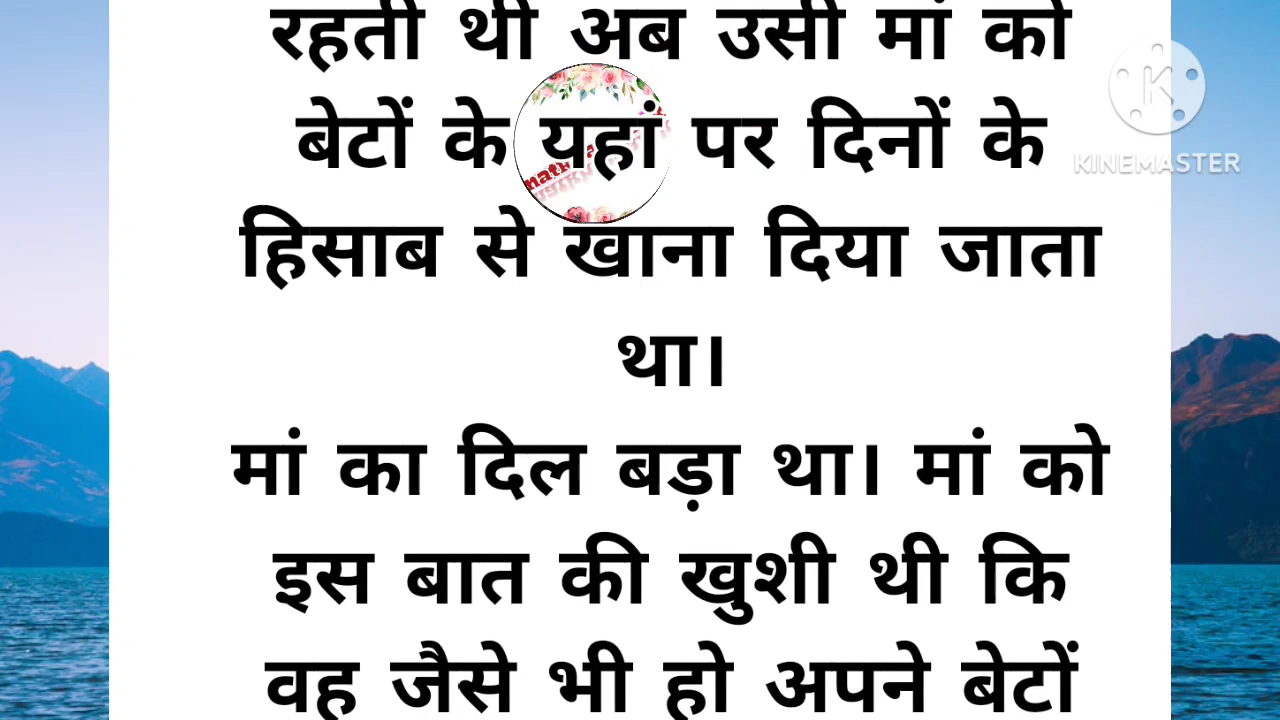 रहती थी अब उसी मां को
बेटों के यहां पर दिनों के
हिसाब से खाना दिया जाता
था।
मां का दिल बड़ा था। मां को
इस बात की खुशी थी कि
वह जैसे भी हो अपने बेटों
K
KINEMASTER